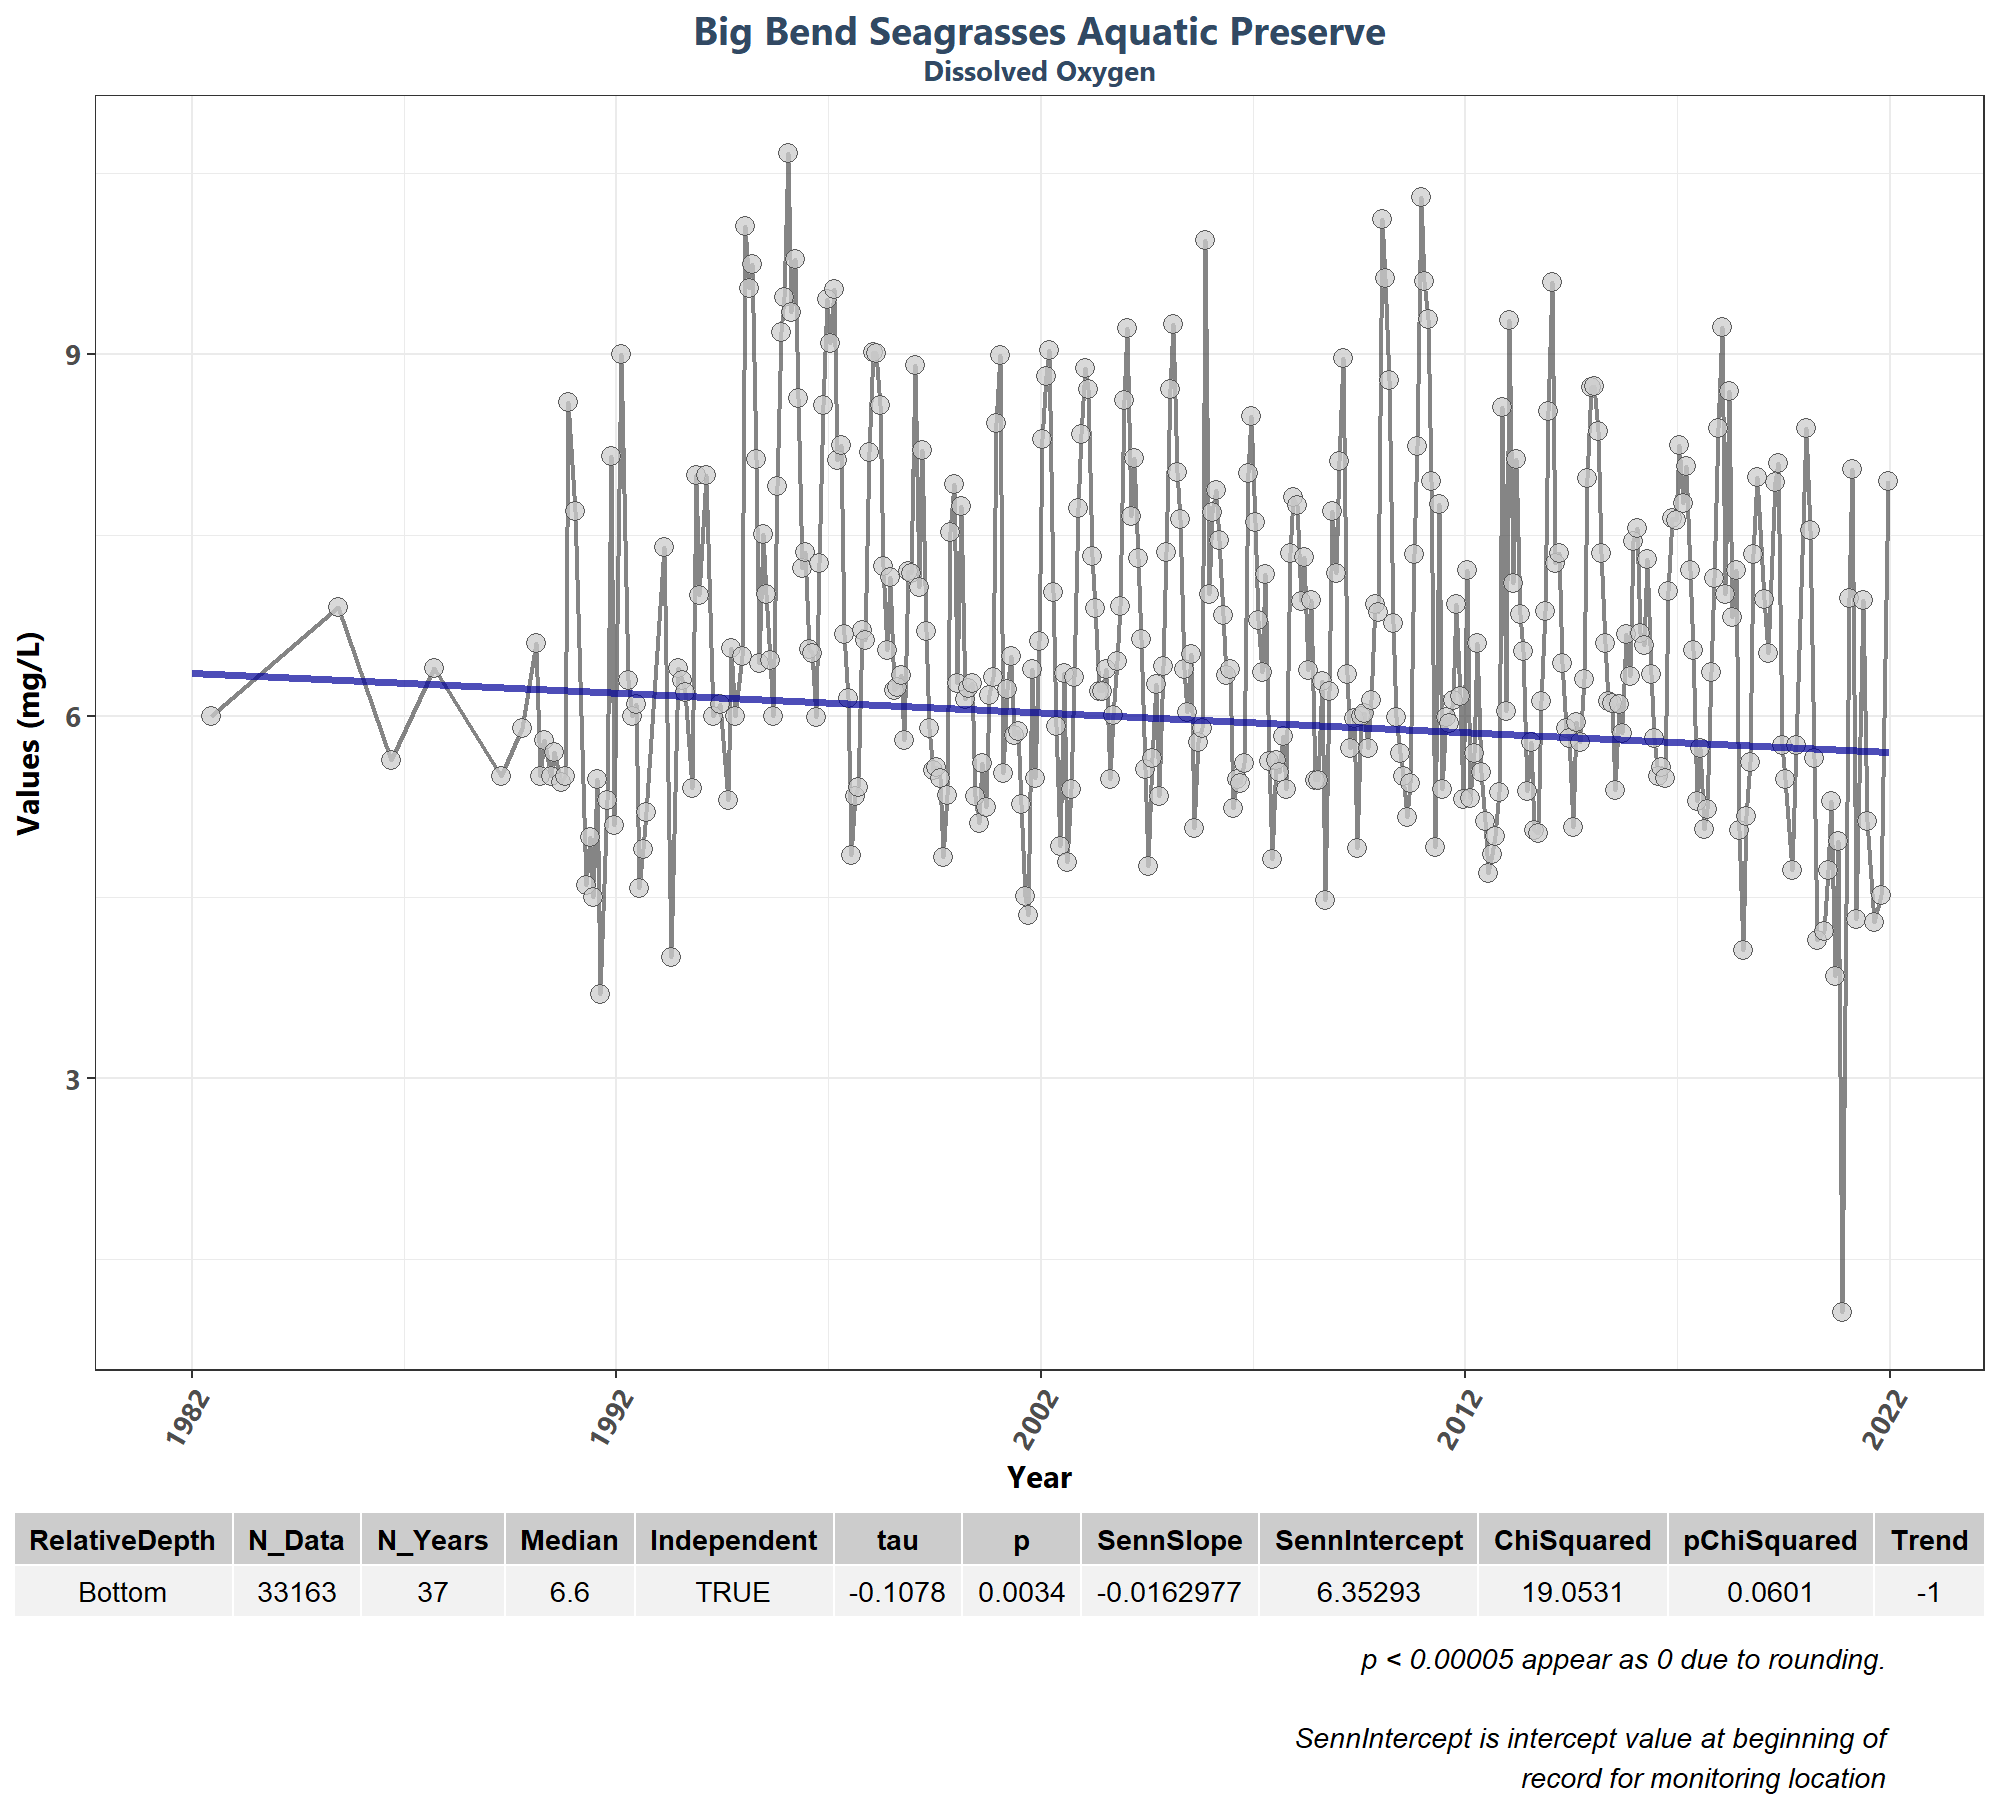 Big Bend Seagrasses Aquatic Preserve
Dissolved Oxygen
Values (mg/L)
9
6
3
1982
1992
2002
2012
2022
Year
RelativeDepth N_Data N_Years Median Independent tau p SennSlope SennIntercept ChiSquared pChiSquared Trend
Bottom 33163 37 6.6 TRUE -0.1078 0.0034 -0.0162977 6.35293 19.0531 0.0601 -1
p < 0.00005 appear as 0 due to rounding.
SennIntercept is intercept value at beginning of
record for monitoring location